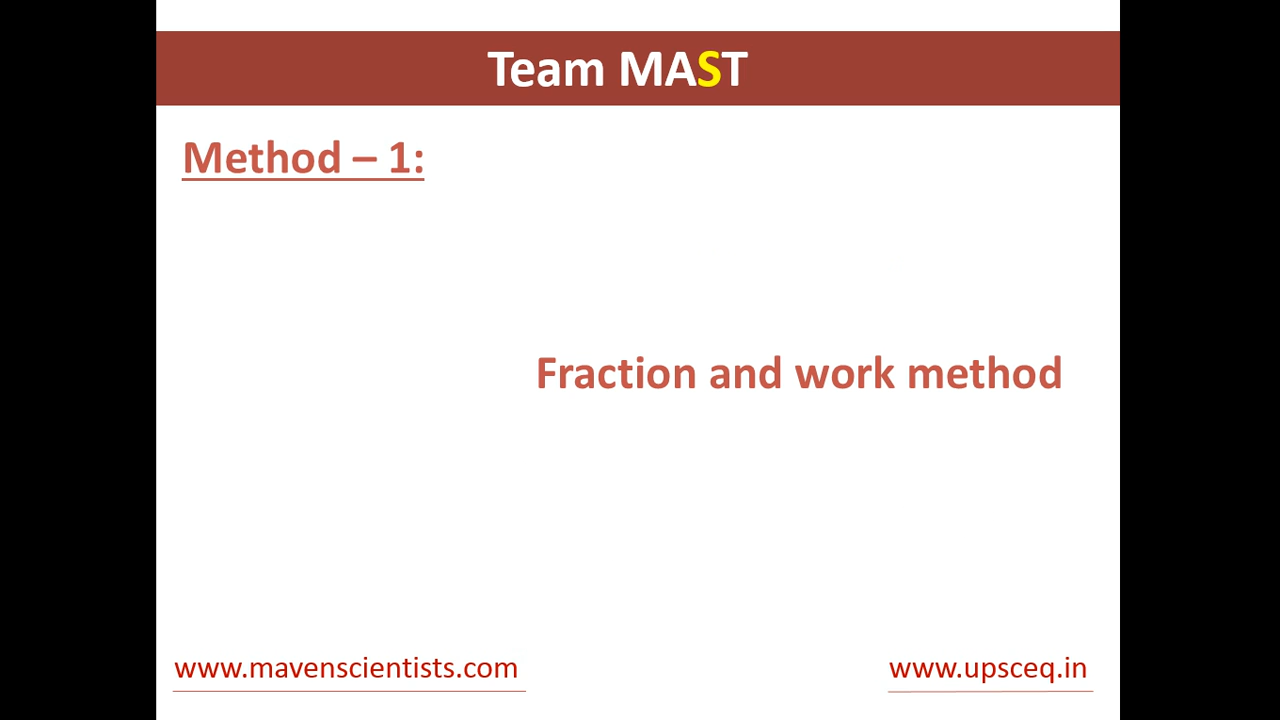 Team MAST
Method – 1:
Fraction and work method
www.mavenscientists.com
www.upsceq.in